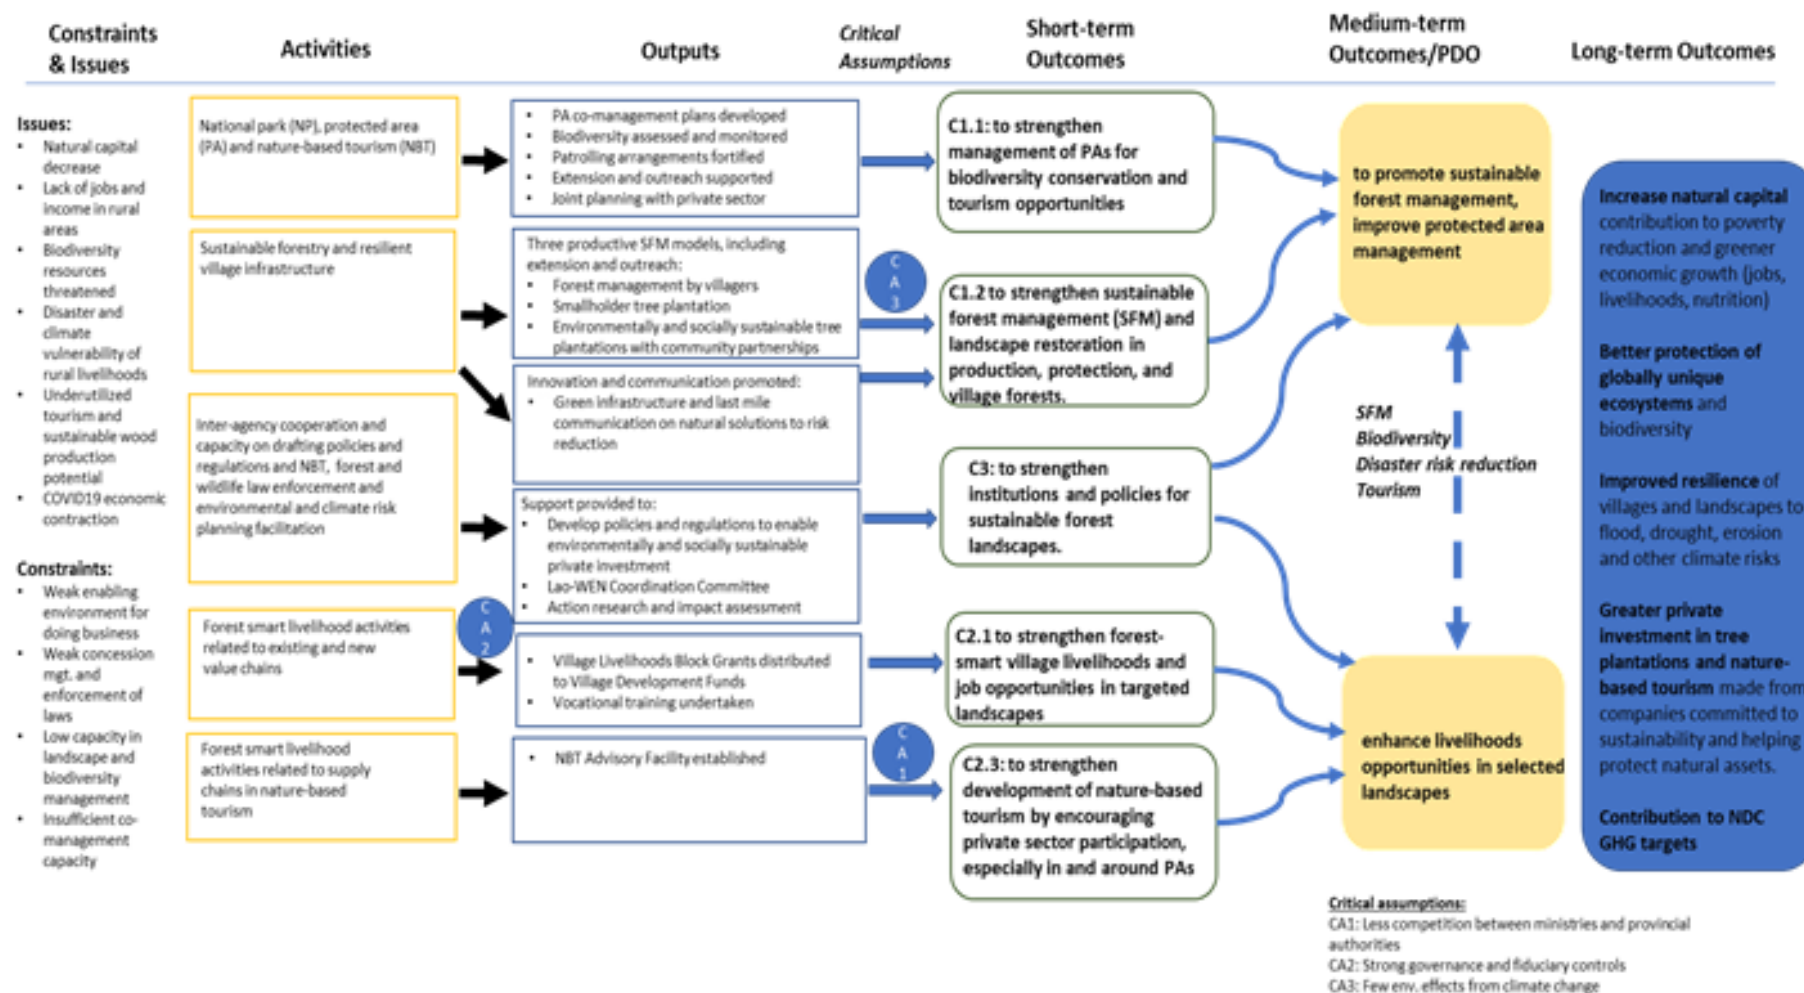 Constraints
& Issues
Activities
Outputs
Critical
Assumptions
Short-term
Outcomes
Medium-term
Outcomes/PDO
Long-term Outcomes
Issues:
• Natural capital
decrease
• Lack of jobs and
income in rural
areas
• Biodiversity
resources
threatened
• Disaster and
climate
vulnerability of
rural livelihoods
• Underutilized
tourism and
sustainable wood
production
potential
• COVID19 economic
contraction
Constraints:
• Weak enabling
environment for
doing business
• Weak concession
mgt. and
enforcement of
laws
• Low capacity in
landscape and
biodiversity
management
• Insufficient co-
management
capacity
National park (NP), protected area
(PA) and nature-based tourism (NBT)
Sustainable forestry and resilient
village infrastructure
Inter-agency cooperation and
capacity on drafting policies and
regulations and NBT, forest and
wildlife law enforcement and
environmental and climate risk
planning facilitation
Forest smart livelihood activities
related to existing and new
value chains
Forest smart livelihood
activities related to supply
chains in nature-based
tourism
C
A
2
• PA co-management plans developed
• Biodiversity assessed and monitored
• Patrolling arrangements fortified
• Extension and outreach supported
• Joint planning with private sector
Three productive SFM models, including
extension and outreach:
• Forest management by villagers
• Smallholder tree plantation
• Environmentally and socially sustainable tree
plantations with community partnerships
Innovation and communication promoted:
• Green infrastructure and last mile
communication on natural solutions to risk
reduction
Support provided to:
• Develop policies and regulations to enable
environmentally and socially sustainable
private investment
• Lao-WEN Coordination Committee
• Action research and impact assessment
• Village Livelihoods Block Grants distributed
to Village Development Funds
• Vocational training undertaken
• NBT Advisory Facility established
C
A
3
C
A
1
C1.1: to strengthen
management of PAs for
biodiversity conservation and
tourism opportunities
C1.2 to strengthen sustainable
forest management (SFM) and
landscape restoration in
production, protection, and
village forests.
C3: to strengthen
institutions and policies for
sustainable forest
landscapes.
C2.1 to strengthen forest-
smart village livelihoods and
job opportunities in targeted
landscapes
C2.3: to strengthen
development of nature-based
tourism by encouraging
private sector participation,
especially in and around PAs
to promote sustainable
forest management,
improve protected area
management
SFM
Biodiversity
Disaster risk reduction
Tourism
enhance livelihoods
opportunities in selected
landscapes
Increase natural capital
contribution to poverty
reduction and greener
economic growth (jobs,
livelihoods, nutrition)
Better protection of
globally unique
ecosystems and
biodiversity
Improved resilience of
villages and landscapes to
flood, drought, erosion
and other climate risks
Greater private
investment in tree
plantations and nature-
based tourism made from
companies committed to
sustainability and helping
protect natural assets.
Contribution to NDC
GHG targets
Critical assumptions:
CA1: Less competition between ministries and provincial
authorities
CA2: Strong governance and fiduciary controls
CA3: Few env. effects from climate change